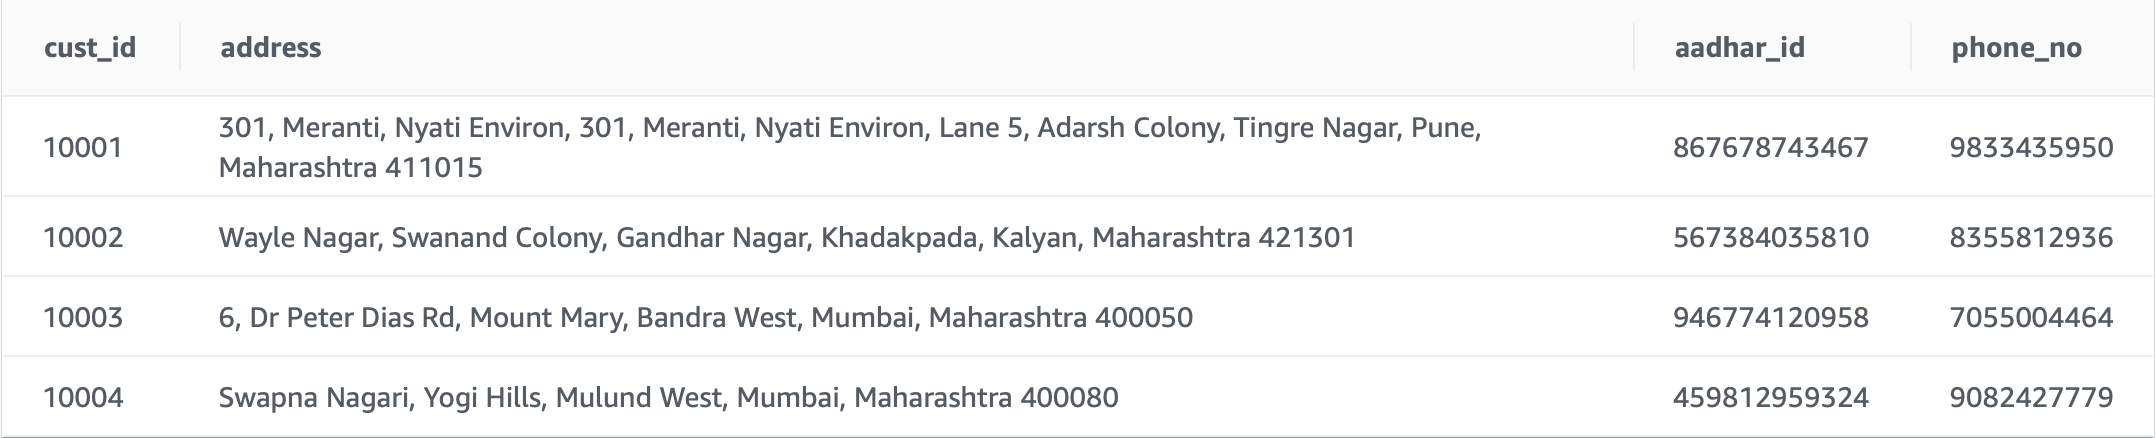 cust_id address aadhar_id phone_no
10001 301, Meranti, Nyati Environ, 301, Meranti, Nyati Environ, Lane 5, Adarsh Colony, Tingre Nagar, Pune,
Maharashtra 411015 867678743467 9833435950
10002 Wayle Nagar, Swanand Colony, Gandhar Nagar, Khadakpada, Kalyan, Maharashtra 421301 567384035810 8355812936
10003 6, Dr Peter Dias Rd, Mount Mary, Bandra West, Mumbai, Maharashtra 400050 946774120958 7055004464
10004 Swapna Nagari, Yogi Hills, Mulund West, Mumbai, Maharashtra 400080 459812959324 9082427779